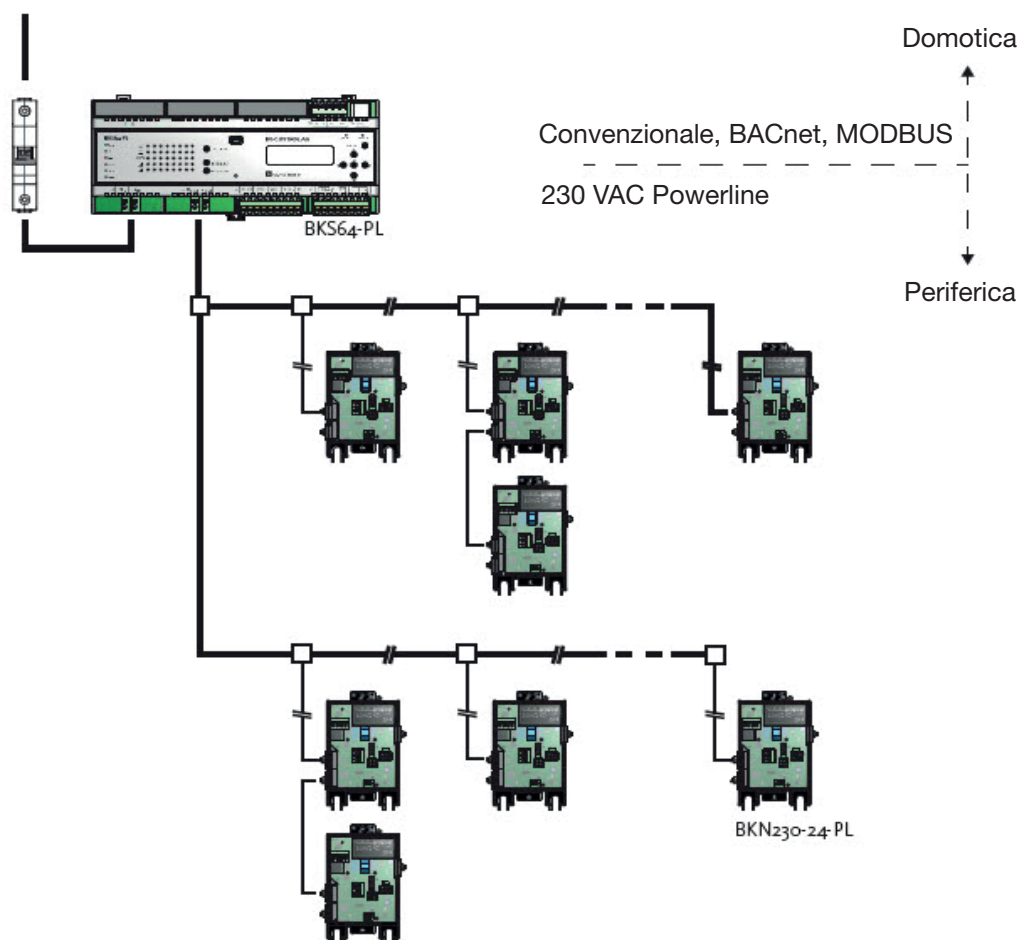 Domotica
Convenzionale, BACnet, MODBUS
230 VAC Powerline
Periferica
BKS64-PL
BKN230-24-PL